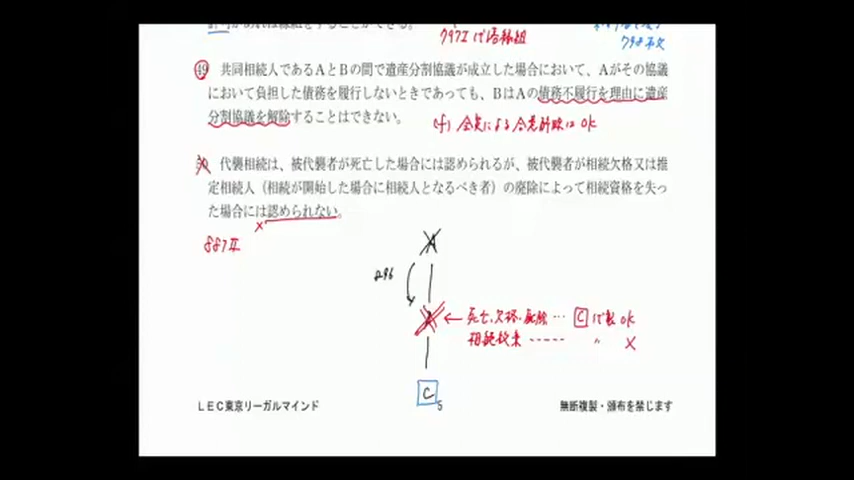 797Ⅱ 代諾縁組
49 共同相続人であるAとBの間で遺産分割協議が成立した場合において、Aがその協議
において負担した債務を履行しないときであっても、BはAの債務不履行を理由に遺産
分割協議を解除することはできない。
cf) 全員による合意解除はOK
50 代襲相続は、被代襲者が死亡した場合には認められるが、被代襲者が相続欠格又は推
定相続人（相続が開始した場合に相続人となるべき者）の廃除によって相続資格を失っ
た場合には認められない。
×
887Ⅱ
A
896
死亡、欠格・廃除… C 代襲 OK
相続放棄 ----- 〃 ×
C
LEC東京リーガルマインド
5
無断複製・頒布を禁じます